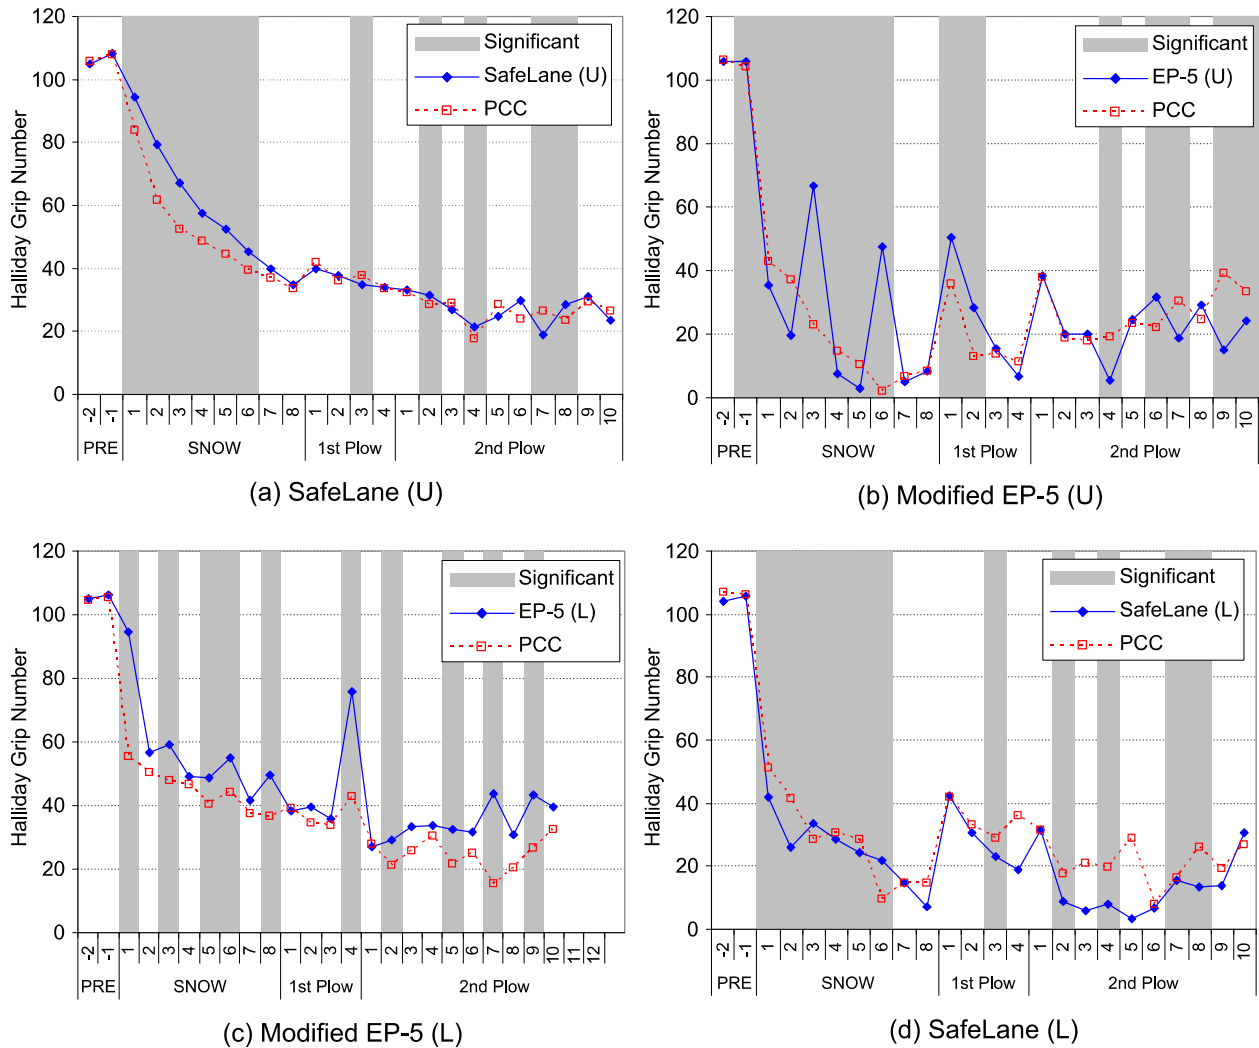 120
100
80
60
40
20
0
Halliday Grip Number
Significant
SafeLane (U)
PCC
-2 -1 1 2 3 4 5 6 7 8 1 2 3 4 1 2 3 4 5 6 7 8 9 10
PRE SNOW 1st Plow 2nd Plow
(a) SafeLane (U)
120
100
80
60
40
20
0
Halliday Grip Number
Significant
EP-5 (U)
PCC
-2 -1 1 2 3 4 5 6 7 8 1 2 3 4 1 2 3 4 5 6 7 8 9 10
PRE SNOW 1st Plow 2nd Plow
(b) Modified EP-5 (U)
120
100
80
60
40
20
0
Halliday Grip Number
Significant
EP-5 (L)
PCC
-2 -1 1 2 3 4 5 6 7 8 1 2 3 4 1 2 3 4 5 6 7 8 9 10 11 12
PRE SNOW 1st Plow 2nd Plow
(c) Modified EP-5 (L)
120
100
80
60
40
20
0
Halliday Grip Number
Significant
SafeLane (L)
PCC
-2 -1 1 2 3 4 5 6 7 8 1 2 3 4 1 2 3 4 5 6 7 8 9 10
PRE SNOW 1st Plow 2nd Plow
(d) SafeLane (L)